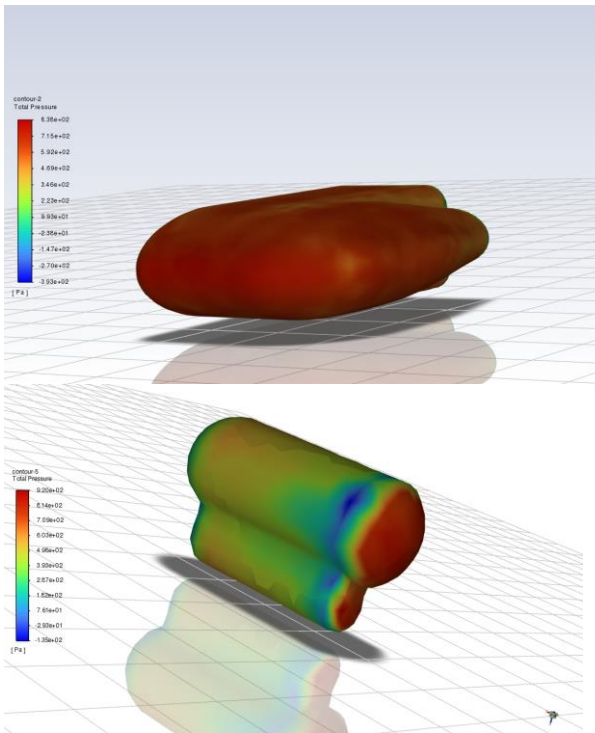 contour-2
Total Pressure
8.38e+02
7.15e+02
5.92e+02
4.69e+02
3.46e+02
2.23e+02
9.93e+01
-2.38e+01
-1.47e+02
-2.70e+02
-3.93e+02
[ Pa ]
contour-5
Total Pressure
9.20e+02
8.14e+02
7.09e+02
6.03e+02
4.98e+02
3.93e+02
2.87e+02
1.82e+02
7.61e+01
-2.93e+01
-1.35e+02
[ Pa ]